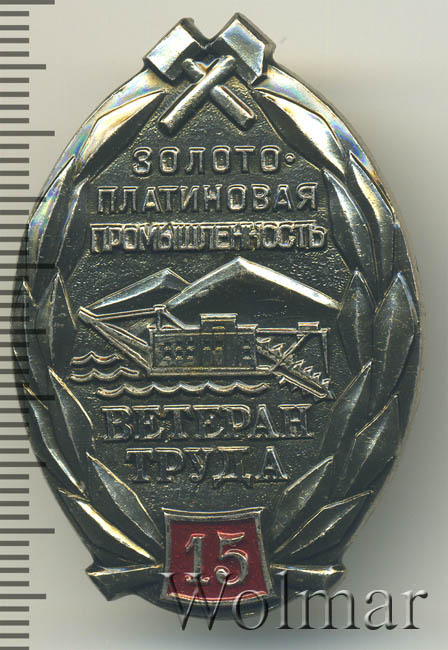 ЗОЛОТО-
ПЛАТИНОВАЯ
ПРОМЫШЛЕННОСТЬ
ВЕТЕРАН
ТРУДА
15
Wolmar